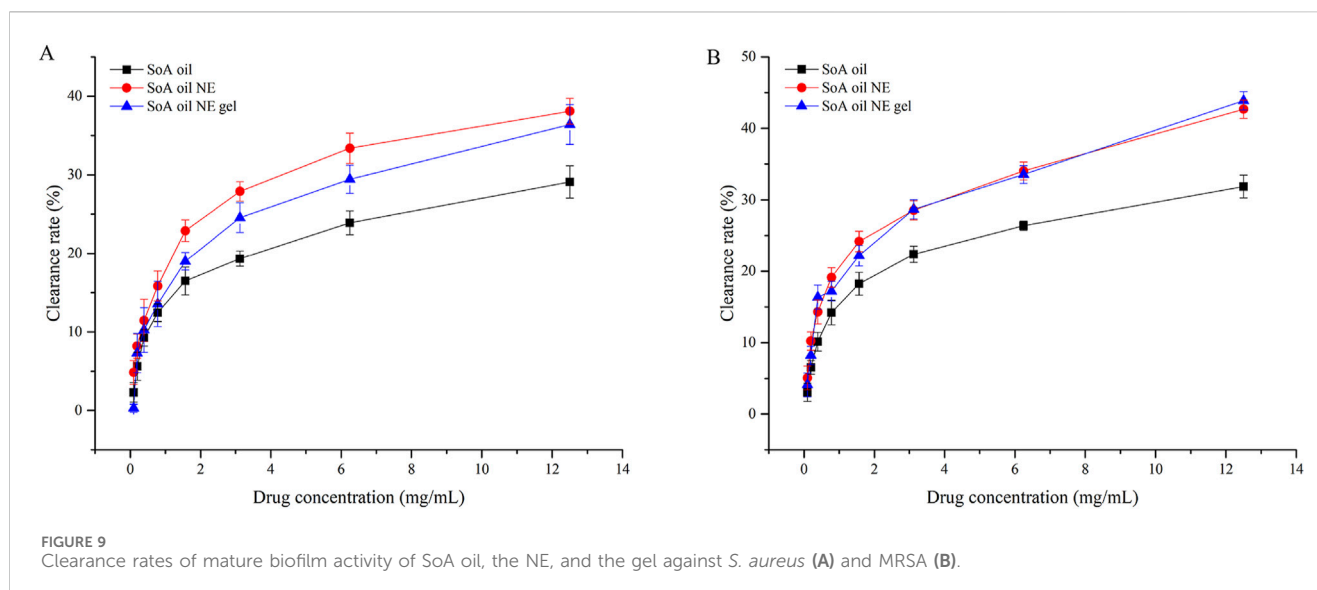 A
SoA oil
SoA oil NE
SoA oil NE gel
40
30
20
10
0
Clearance rate (%)
0 2 4 6 8 10 12 14
Drug concentration (mg/mL)
B
SoA oil
SoA oil NE
SoA oil NE gel
50
40
30
20
10
0
Clearance rate (%)
0 2 4 6 8 10 12 14
Drug concentration (mg/mL)
FIGURE 9
Clearance rates of mature biofilm activity of SoA oil, the NE, and the gel against S. aureus (A) and MRSA (B).